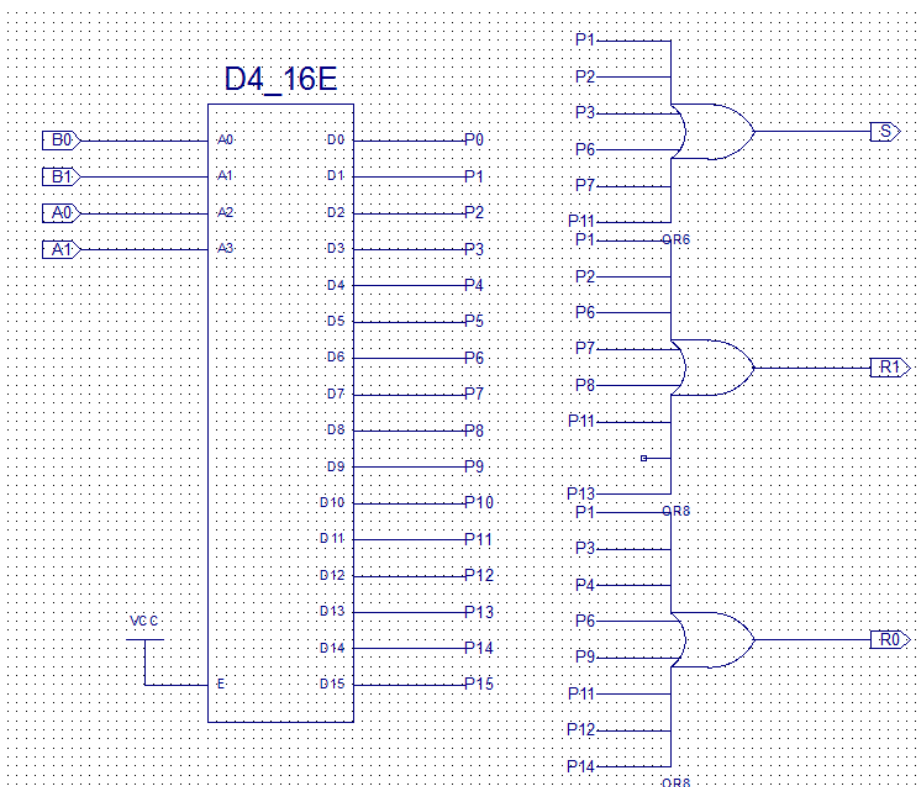 D4_16E
B0 A0 D0 P0
B1 A1 D1 P1
A0 A2 D2 P2
A1 A3 D3 P3
D4 P4
D5 P5
D6 P6
D7 P7
D8 P8
D9 P9
D10 P10
D11 P11
D12 P12
D13 P13
D14 P14
VCC
E D15 P15
P1
P2
P3
S
P6
P7
P11
OR6
P1
P2
P6
P7
R1
P8
P11
P13
OR8
P1
P3
P4
P6
R0
P9
P11
P12
P14
OR8